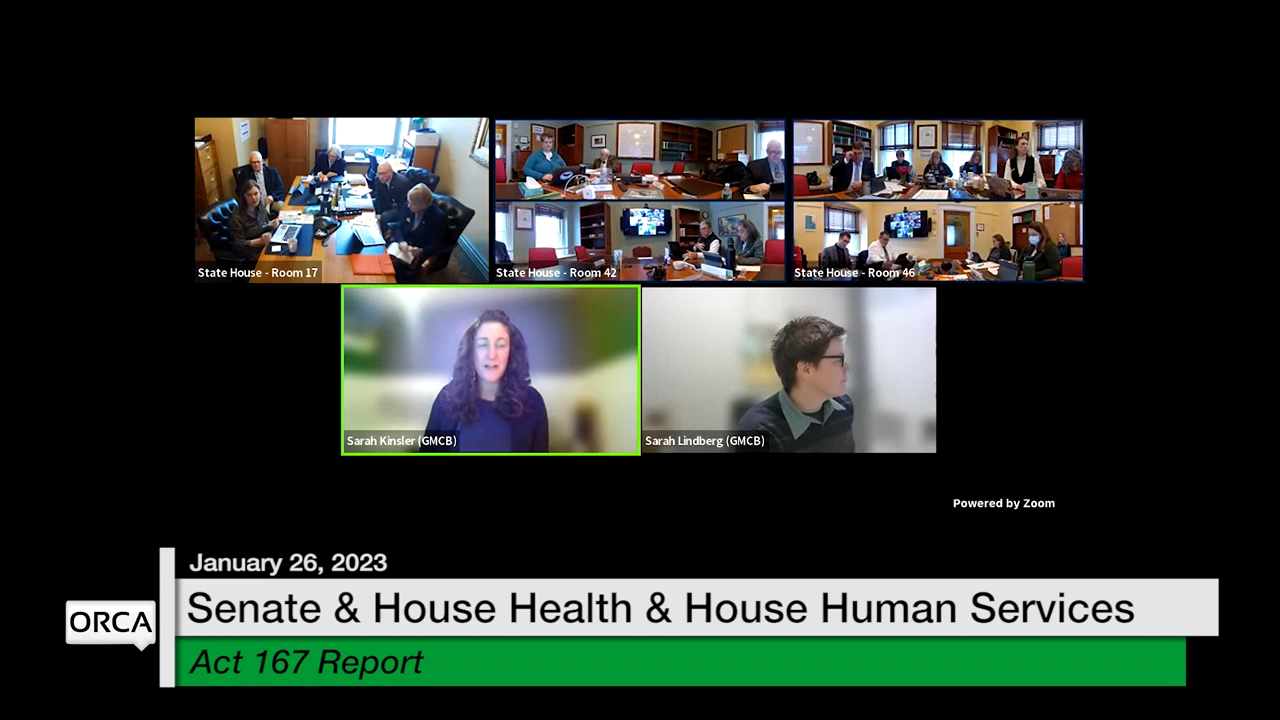 State House - Room 17
State House - Room 42
State House - Room 46
Sarah Kinsler (GMCB)
Sarah Lindberg (GMCB)
Powered by Zoom
January 26, 2023
Senate & House Health & House Human Services
ORCA
Act 167 Report